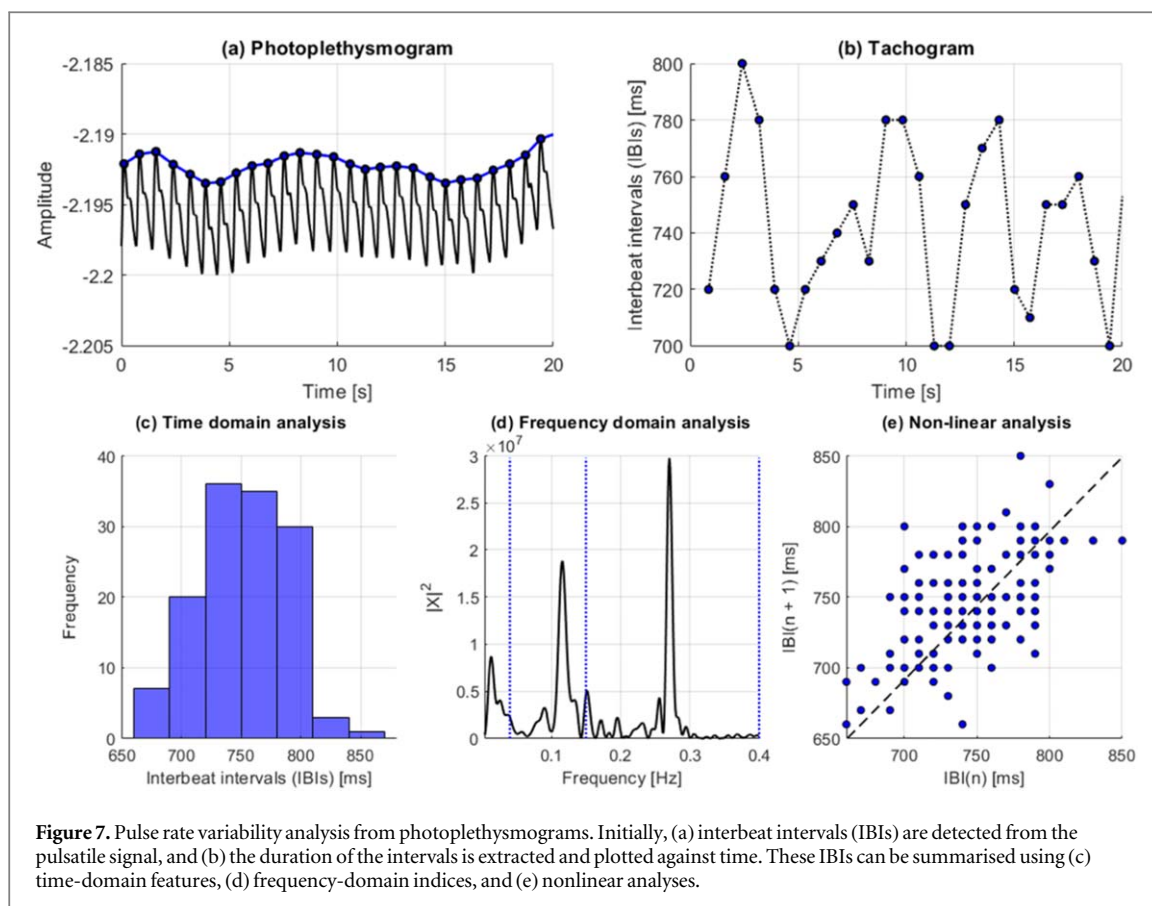 (a) Photoplethysmogram
-2.185
-2.19
-2.195
-2.2
-2.205
Amplitude
0 5 10 15 20
Time [s]
(b) Tachogram
800
780
760
740
720
700
Interbeat intervals (IBIs) [ms]
0 5 10 15 20
Time [s]
(c) Time domain analysis
40
30
20
10
0
Frequency
650 700 750 800 850
Interbeat intervals (IBIs) [ms]
(d) Frequency domain analysis
×10⁷
3
2.5
2
1.5
1
0.5
0
|X|²
0.1 0.2 0.3 0.4
Frequency [Hz]
(e) Non-linear analysis
850
800
750
700
650
IBI(n + 1) [ms]
700 750 800 850
IBI(n) [ms]
Figure 7. Pulse rate variability analysis from photoplethysmograms. Initially, (a) interbeat intervals (IBIs) are detected from the
pulsatile signal, and (b) the duration of the intervals is extracted and plotted against time. These IBIs can be summarised using (c)
time-domain features, (d) frequency-domain indices, and (e) nonlinear analyses.